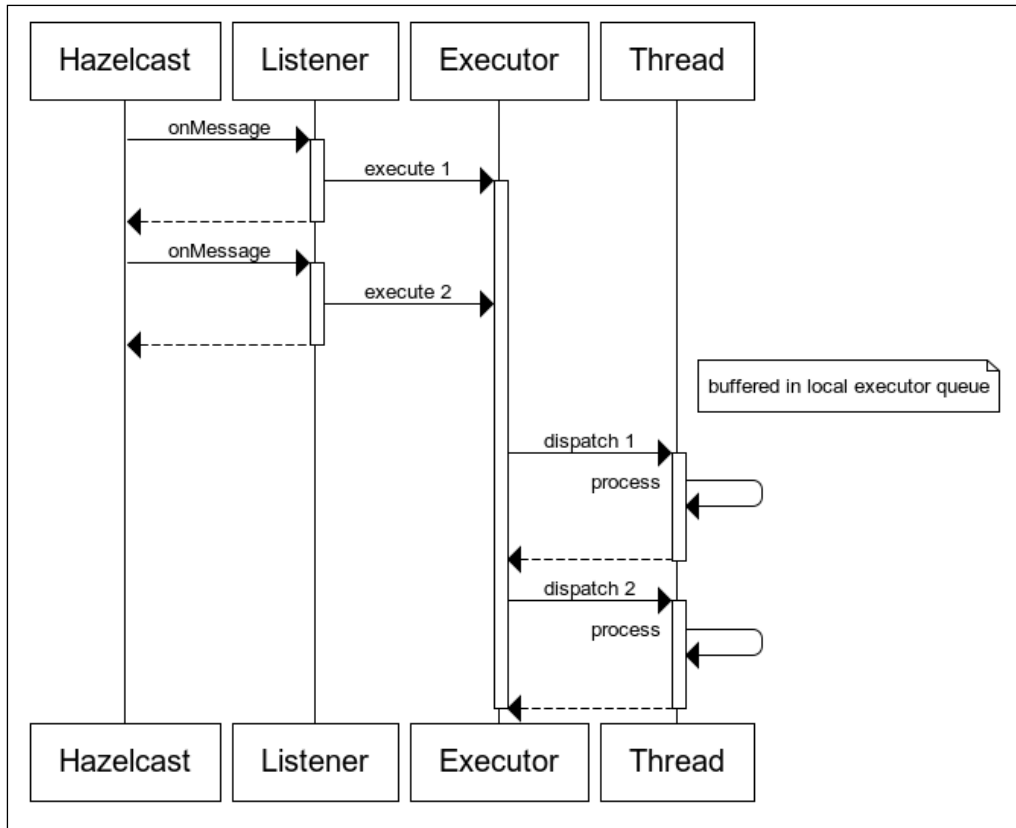 Hazelcast
Listener
Executor
Thread
onMessage
execute 1
onMessage
execute 2
buffered in local executor queue
dispatch 1
process
dispatch 2
process
Hazelcast
Listener
Executor
Thread